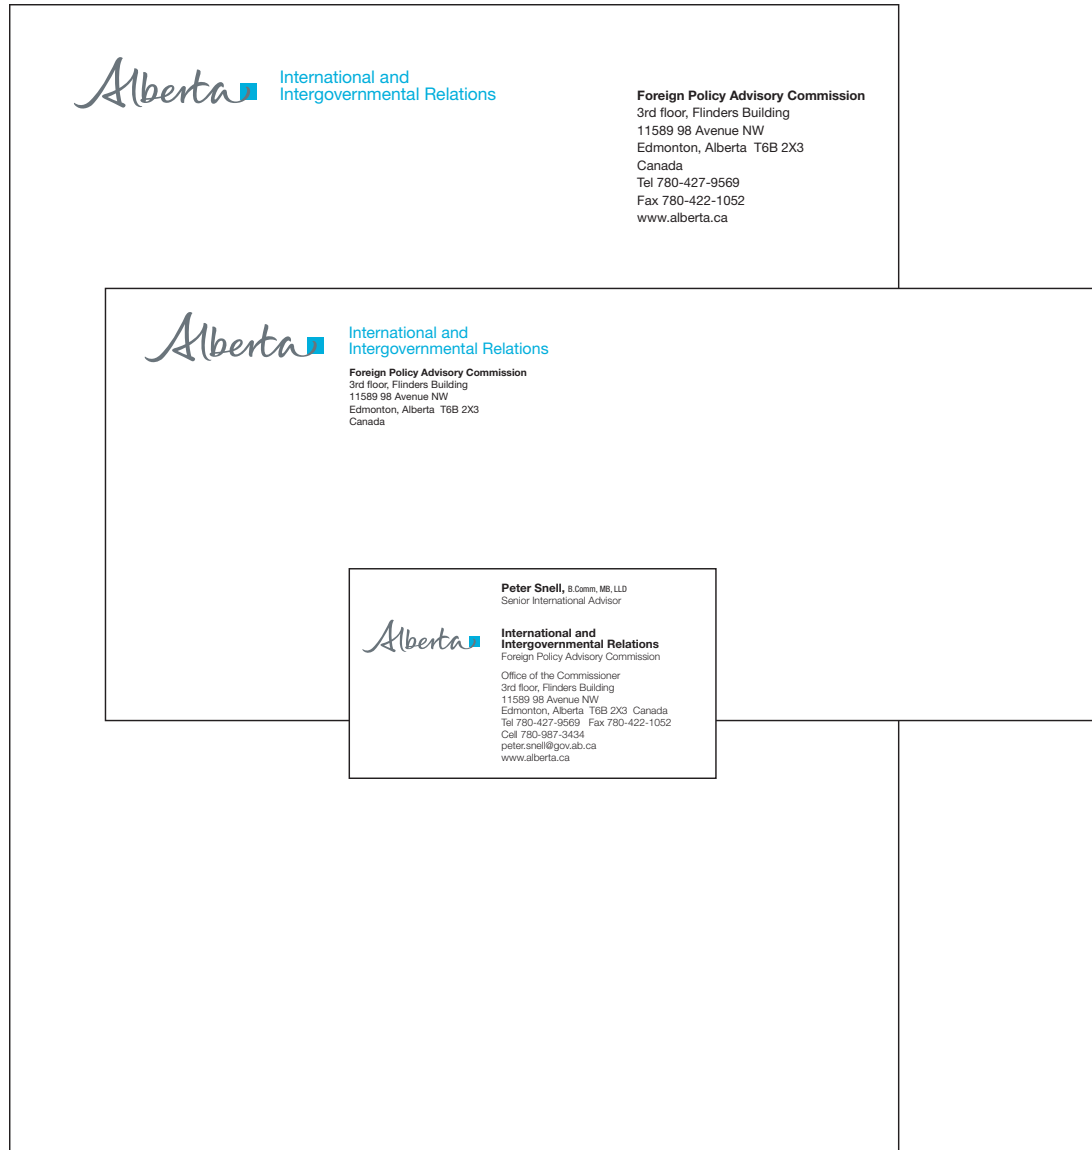 Alberta
International and
Intergovernmental Relations
Foreign Policy Advisory Commission
3rd floor, Flinders Building
11589 98 Avenue NW
Edmonton, Alberta T6B 2X3
Canada
Tel 780-427-9569
Fax 780-422-1052
www.alberta.ca
Alberta
International and
Intergovernmental Relations
Foreign Policy Advisory Commission
3rd floor, Flinders Building
11589 98 Avenue NW
Edmonton, Alberta T6B 2X3
Canada
Alberta
Peter Snell, B.Comm, MB, LLD
Senior International Advisor
International and
Intergovernmental Relations
Foreign Policy Advisory Commission
Office of the Commissioner
3rd floor, Flinders Building
11589 98 Avenue NW
Edmonton, Alberta T6B 2X3 Canada
Tel 780-427-9569 Fax 780-422-1052
Cell 780-987-3434
peter.snell@gov.ab.ca
www.alberta.ca